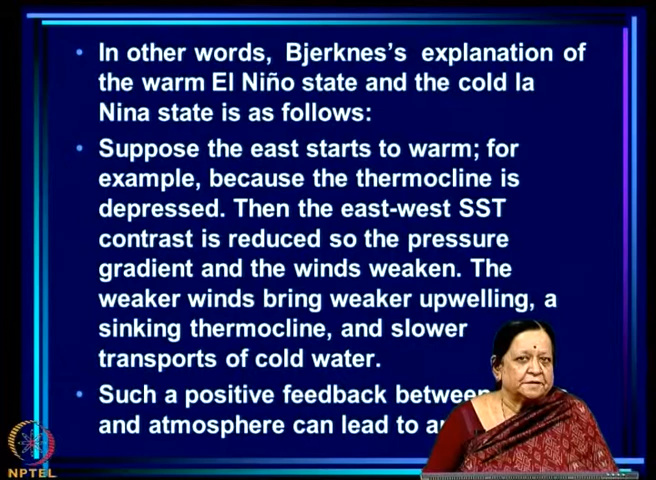 • In other words, Bjerknes's explanation of
the warm El Niño state and the cold la
Nina state is as follows:
• Suppose the east starts to warm; for
example, because the thermocline is
depressed. Then the east-west SST
contrast is reduced so the pressure
gradient and the winds weaken. The
weaker winds bring weaker upwelling, a
sinking thermocline, and slower
transports of cold water.
• Such a positive feedback between
and atmosphere can lead to
NPTEL